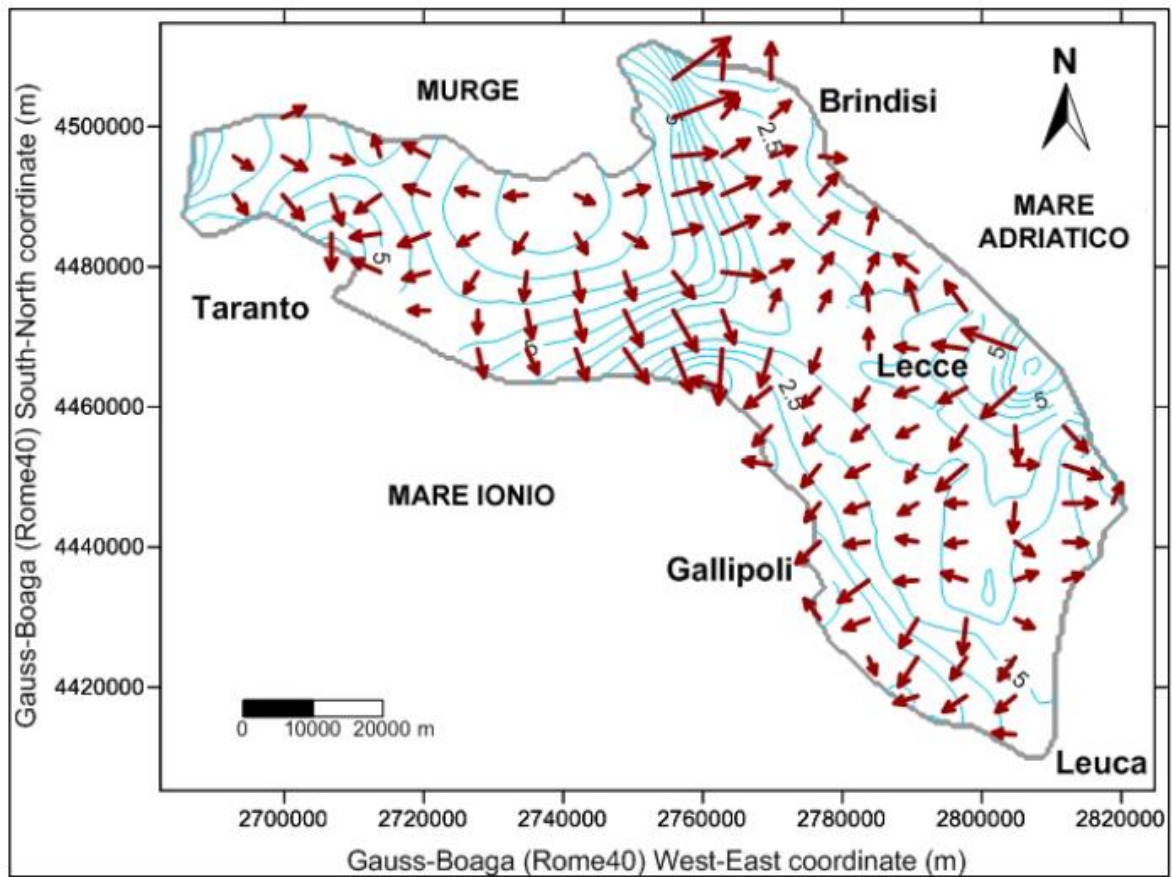 Gauss-Boaga (Rome40) South-North coordinate (m)
4500000
4480000
4460000
4440000
4420000
MURGE
Brindisi
N
MARE
ADRIATICO
Taranto
Lecce
MARE IONIO
Gallipoli
Leuca
5
2.5
5
5
5
2.5
5
0 10000 20000 m
2700000 2720000 2740000 2760000 2780000 2800000 2820000
Gauss-Boaga (Rome40) West-East coordinate (m)